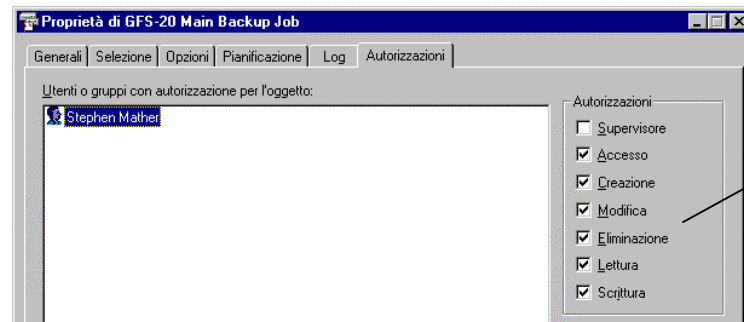 Proprietà di GFS-20 Main Backup Job
Generali Selezione Opzioni Pianificazione Log Autorizzazioni
Utenti o gruppi con autorizzazione per l'oggetto:
Stephen Mather
Autorizzazioni
Supervisore
Accesso
Creazione
Modifica
Eliminazione
Lettura
Scrittura